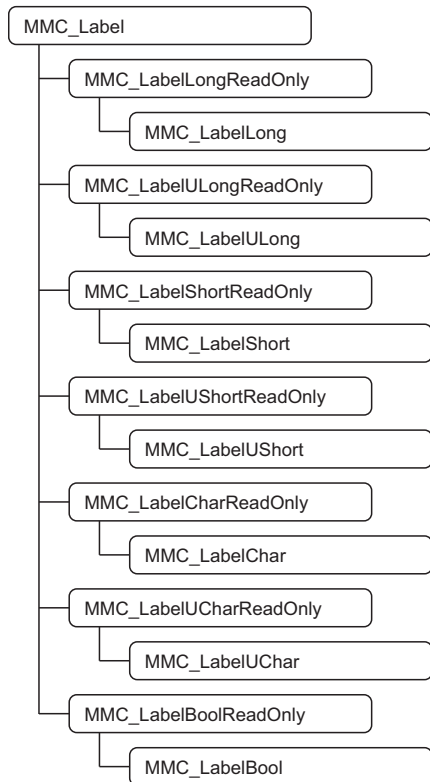 MMC_Label
MMC_LabelLongReadOnly
MMC_LabelLong
MMC_LabelULongReadOnly
MMC_LabelULong
MMC_LabelShortReadOnly
MMC_LabelShort
MMC_LabelUShortReadOnly
MMC_LabelUShort
MMC_LabelCharReadOnly
MMC_LabelChar
MMC_LabelUCharReadOnly
MMC_LabelUChar
MMC_LabelBoolReadOnly
MMC_LabelBool